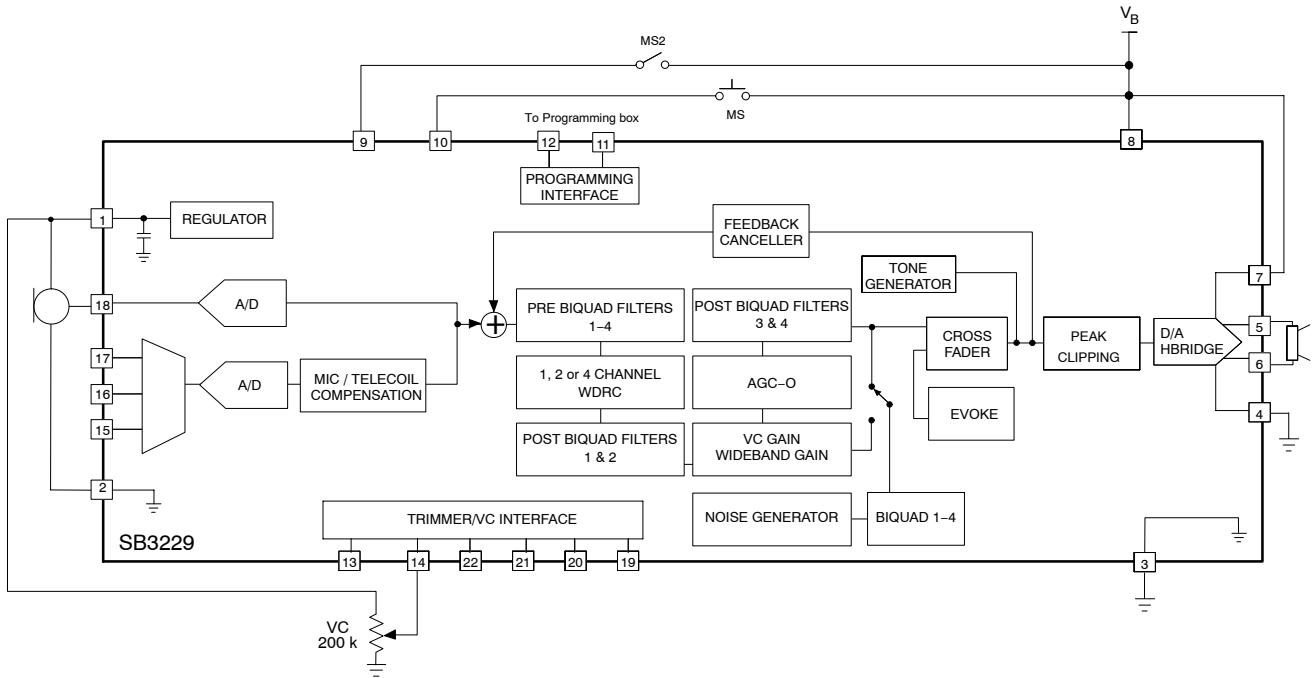 V
B
MS2
MS
To Programming box
9
10
12
11
8
PROGRAMMING
INTERFACE
1
REGULATOR
FEEDBACK
CANCELLER
TONE
GENERATOR
7
18
A/D
+
PRE BIQUAD FILTERS
1–4
POST BIQUAD FILTERS
3 & 4
CROSS
FADER
PEAK
CLIPPING
D/A
HBRIDGE
5
6
17
16
15
A/D
MIC / TELECOIL
COMPENSATION
1, 2 or 4 CHANNEL
WDRC
AGC–O
EVOKE
4
POST BIQUAD FILTERS
1 & 2
VC GAIN
WIDEBAND GAIN
2
TRIMMER/VC INTERFACE
NOISE GENERATOR
BIQUAD 1–4
SB3229
13
14
22
21
20
19
3
VC
200 k